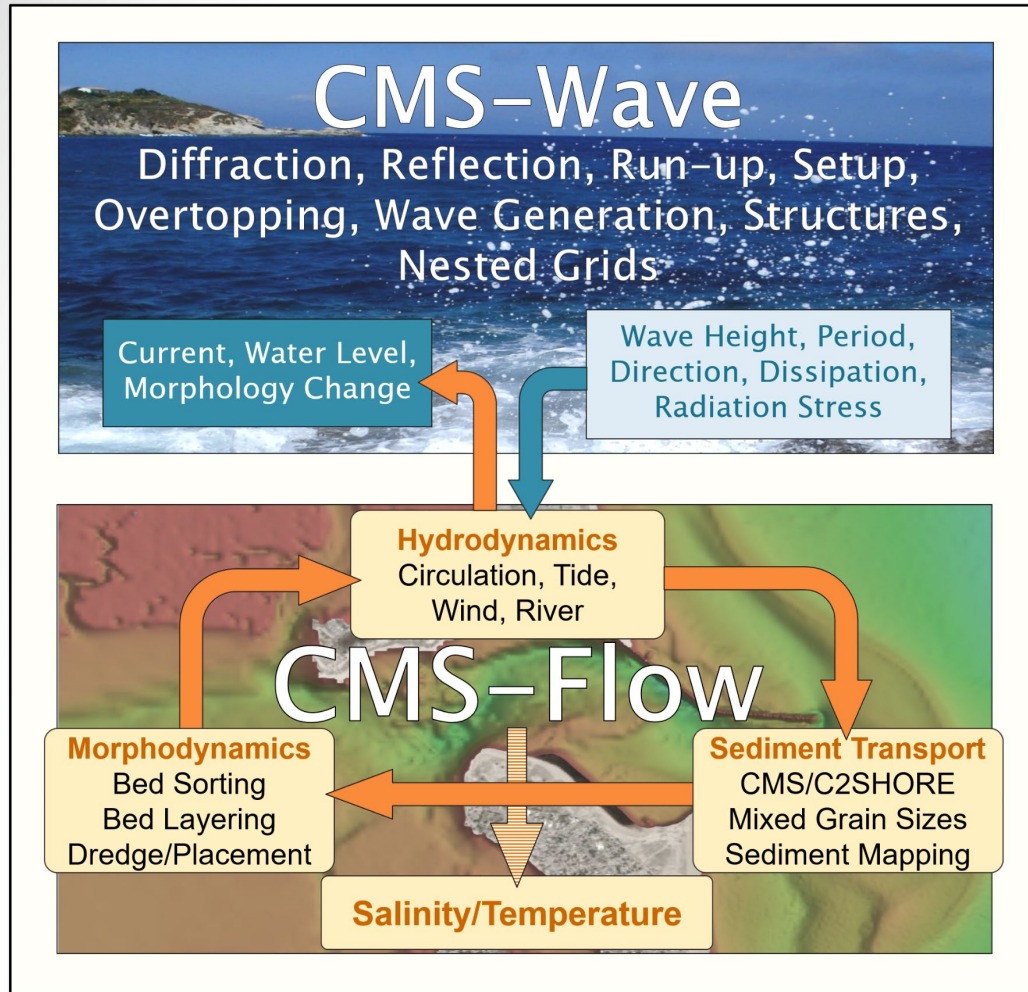 CMS-Wave
Diffraction, Reflection, Run-up, Setup,
Overtopping, Wave Generation, Structures,
Nested Grids
Current, Water Level,
Morphology Change
Wave Height, Period,
Direction, Dissipation,
Radiation Stress
Hydrodynamics
Circulation, Tide,
Wind, River
CMS-Flow
Morphodynamics
Bed Sorting
Bed Layering
Dredge/Placement
Sediment Transport
CMS/C2SHORE
Mixed Grain Sizes
Sediment Mapping
Salinity/Temperature